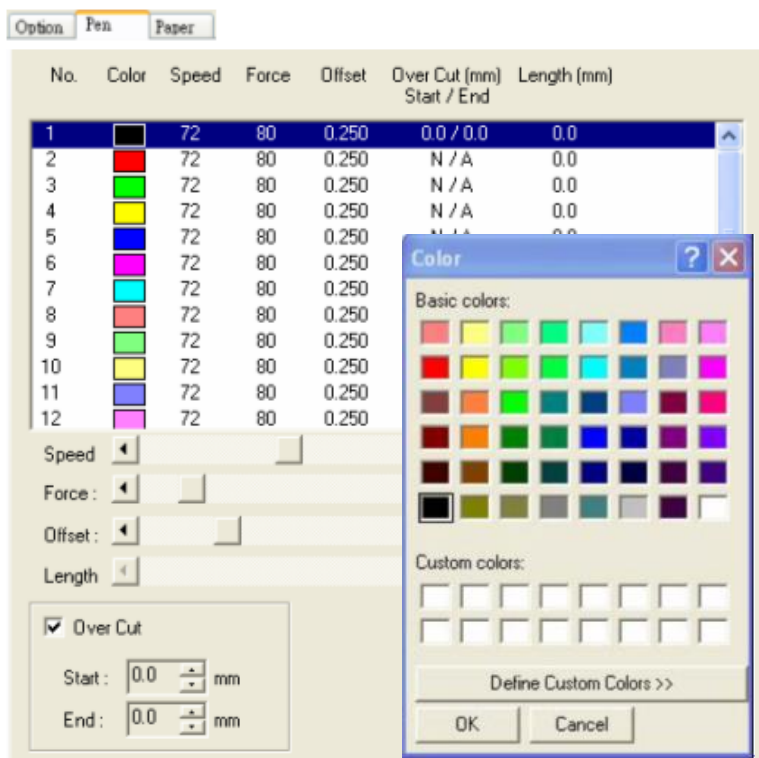 Option Pen Paper
No. Color Speed Force Offset Over Cut (mm) Length (mm)
Start / End
1 72 80 0.250 0.0 / 0.0 0.0
2 72 80 0.250 N / A 0.0
3 72 80 0.250 N / A 0.0
4 72 80 0.250 N / A 0.0
5 72 80 0.250
6 72 80 0.250
7 72 80 0.250
8 72 80 0.250
9 72 80 0.250
10 72 80 0.250
11 72 80 0.250
12 72 80 0.250
Speed
Force :
Offset :
Length
Over Cut
Start : 0.0 mm
End : 0.0 mm
Color ?
Basic colors:
Custom colors:
Define Custom Colors >>
OK Cancel